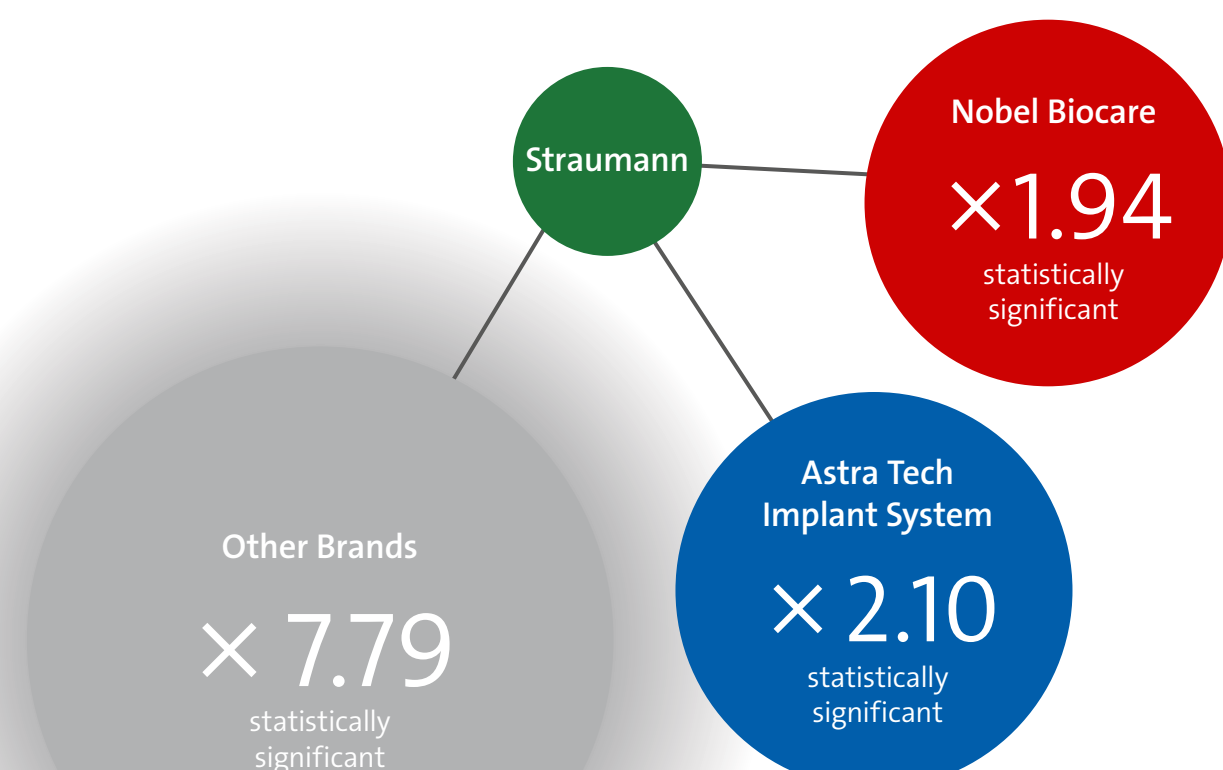 Straumann
Nobel Biocare
×1.94
statistically
significant
Astra Tech
Implant System
× 2.10
statistically
significant
Other Brands
× 7.79
statistically
significant